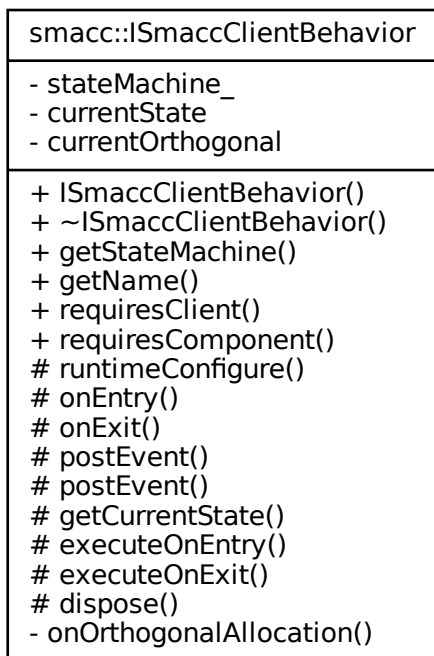 smacc::ISmaccClientBehavior
- stateMachine_
- currentState
- currentOrthogonal
+ ISmaccClientBehavior()
+ ~ISmaccClientBehavior()
+ getStateMachine()
+ getName()
+ requiresClient()
+ requiresComponent()
# runtimeConfigure()
# onEntry()
# onExit()
# postEvent()
# postEvent()
# getCurrentState()
# executeOnEntry()
# executeOnExit()
# dispose()
- onOrthogonalAllocation()